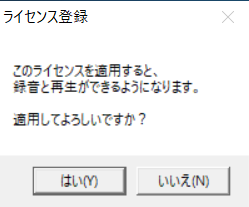 ライセンス登録
このライセンスを適用すると、
録音と再生ができるようになります。
適用してよろしいですか？
はい(Y)
いいえ(N)